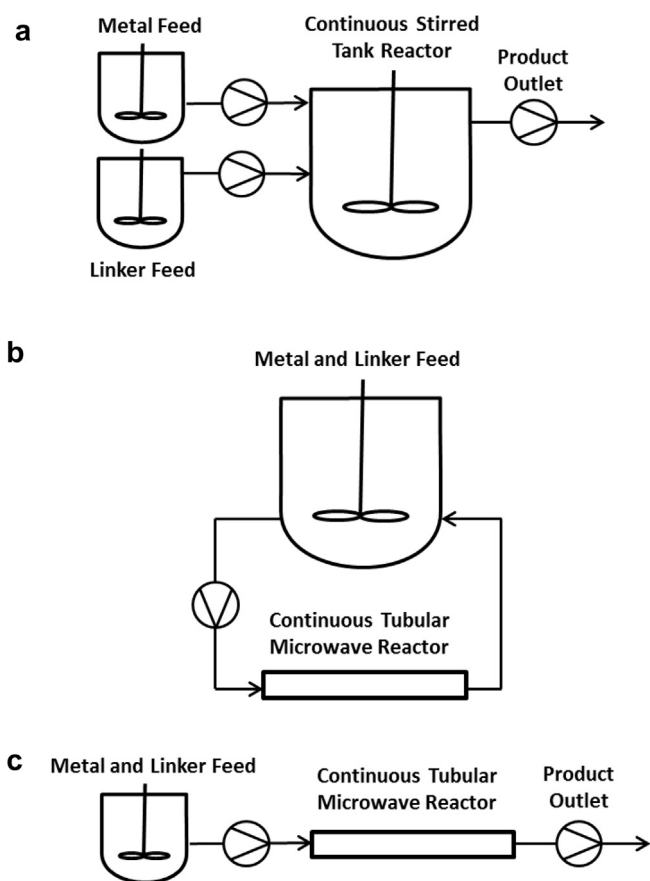 a
Metal Feed
Continuous Stirred
Tank Reactor
Product
Outlet
Linker Feed
b
Metal and Linker Feed
Continuous Tubular
Microwave Reactor
c
Metal and Linker Feed
Continuous Tubular
Microwave Reactor
Product
Outlet